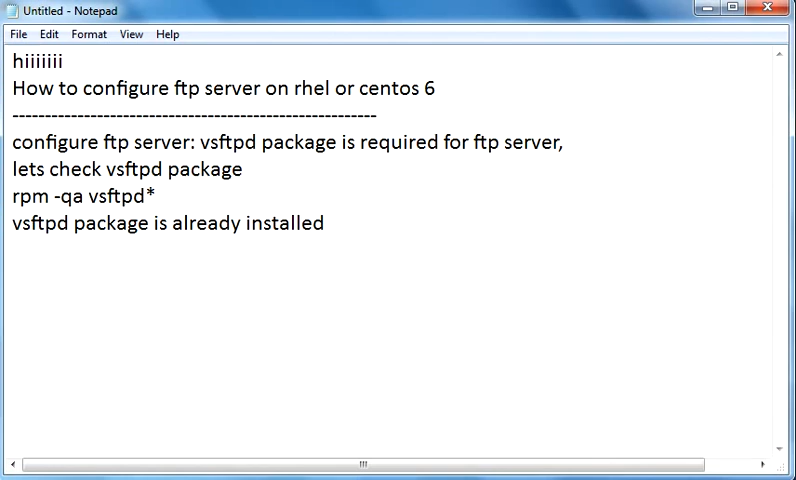 Untitled - Notepad
File Edit Format View Help
hiiiiiii
How to configure ftp server on rhel or centos 6
--------------------------------------------------------
configure ftp server: vsftpd package is required for ftp server,
lets check vsftpd package
rpm -qa vsftpd*
vsftpd package is already installed